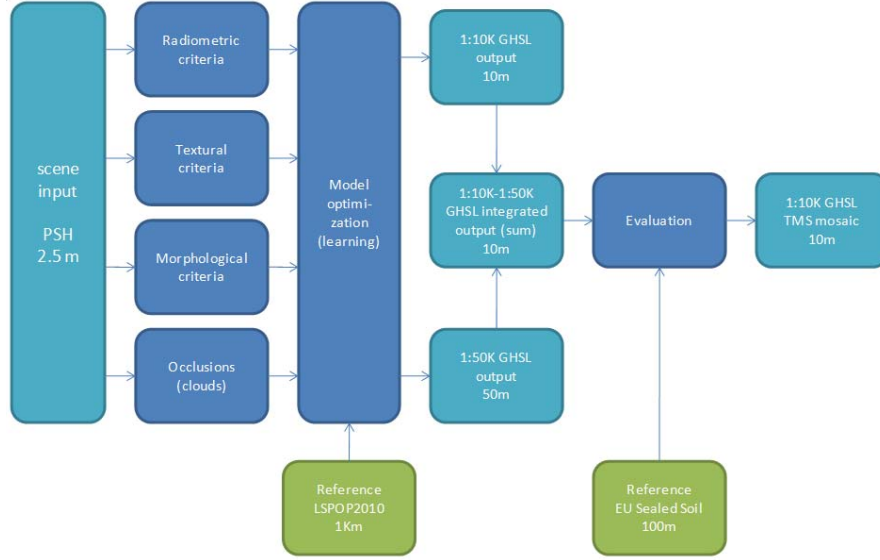 scene
input
PSH
2.5 m
Radiometric
criteria
Textural
criteria
Morphological
criteria
Occlusions
(clouds)
Model
optimi-
zation
(learning)
1:10K GHSL
output
10m
1:10K-1:50K
GHSL integrated
output (sum)
10m
1:50K GHSL
output
50m
Evaluation
1:10K GHSL
TMS mosaic
10m
Reference
LSPOP2010
1Km
Reference
EU Sealed Soil
100m